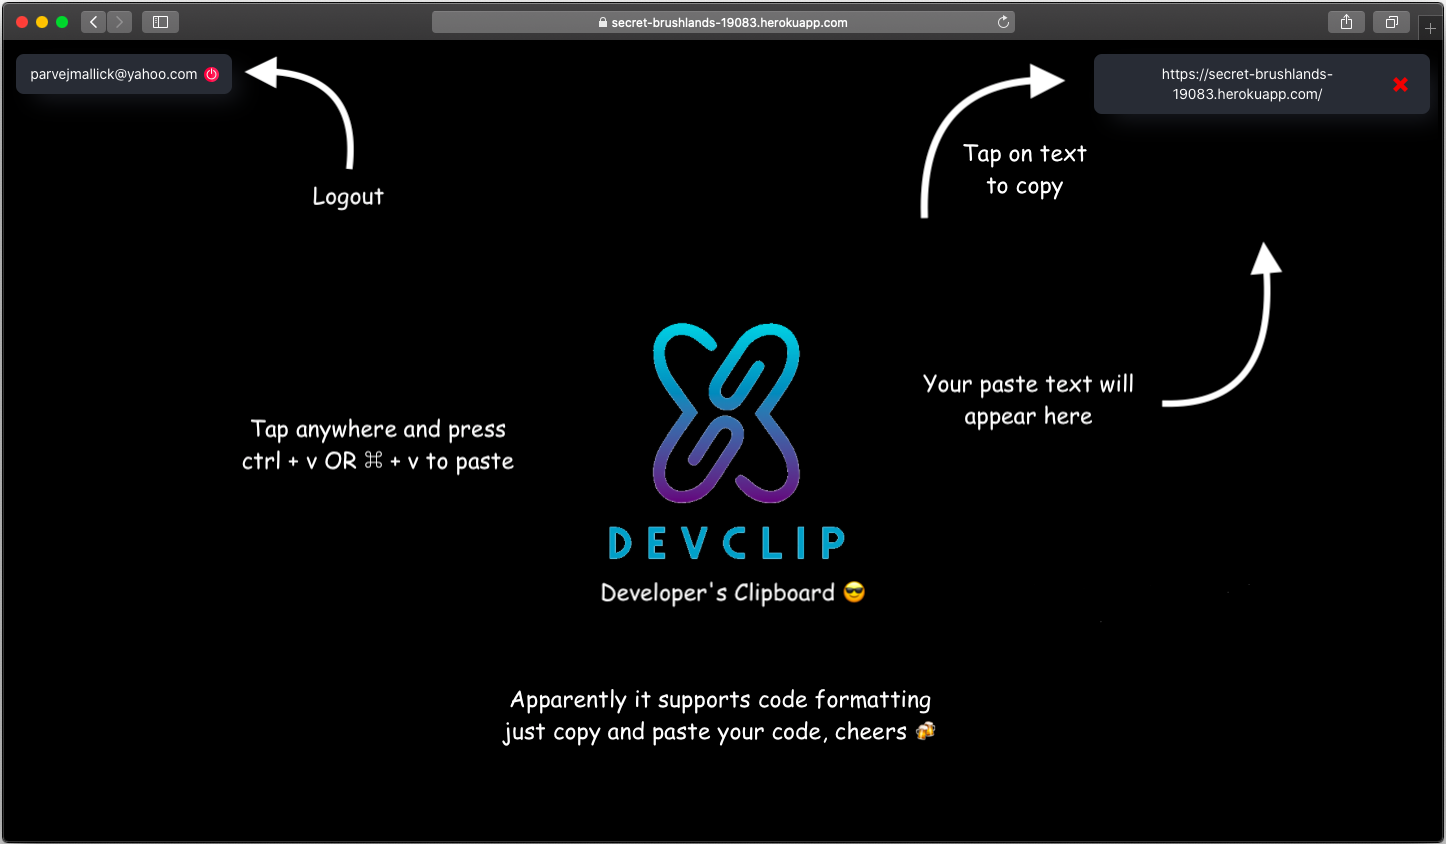 secret-brushlands-19083.herokuapp.com
parvejmallick@yahoo.com
https://secret-brushlands-
19083.herokuapp.com/
Tap on text
to copy
Logout
Your paste text will
appear here
Tap anywhere and press
ctrl + v OR ⌘ + v to paste
DEVCLIP
Developer's Clipboard 😎
Apparently it supports code formatting
just copy and paste your code, cheers 🍻